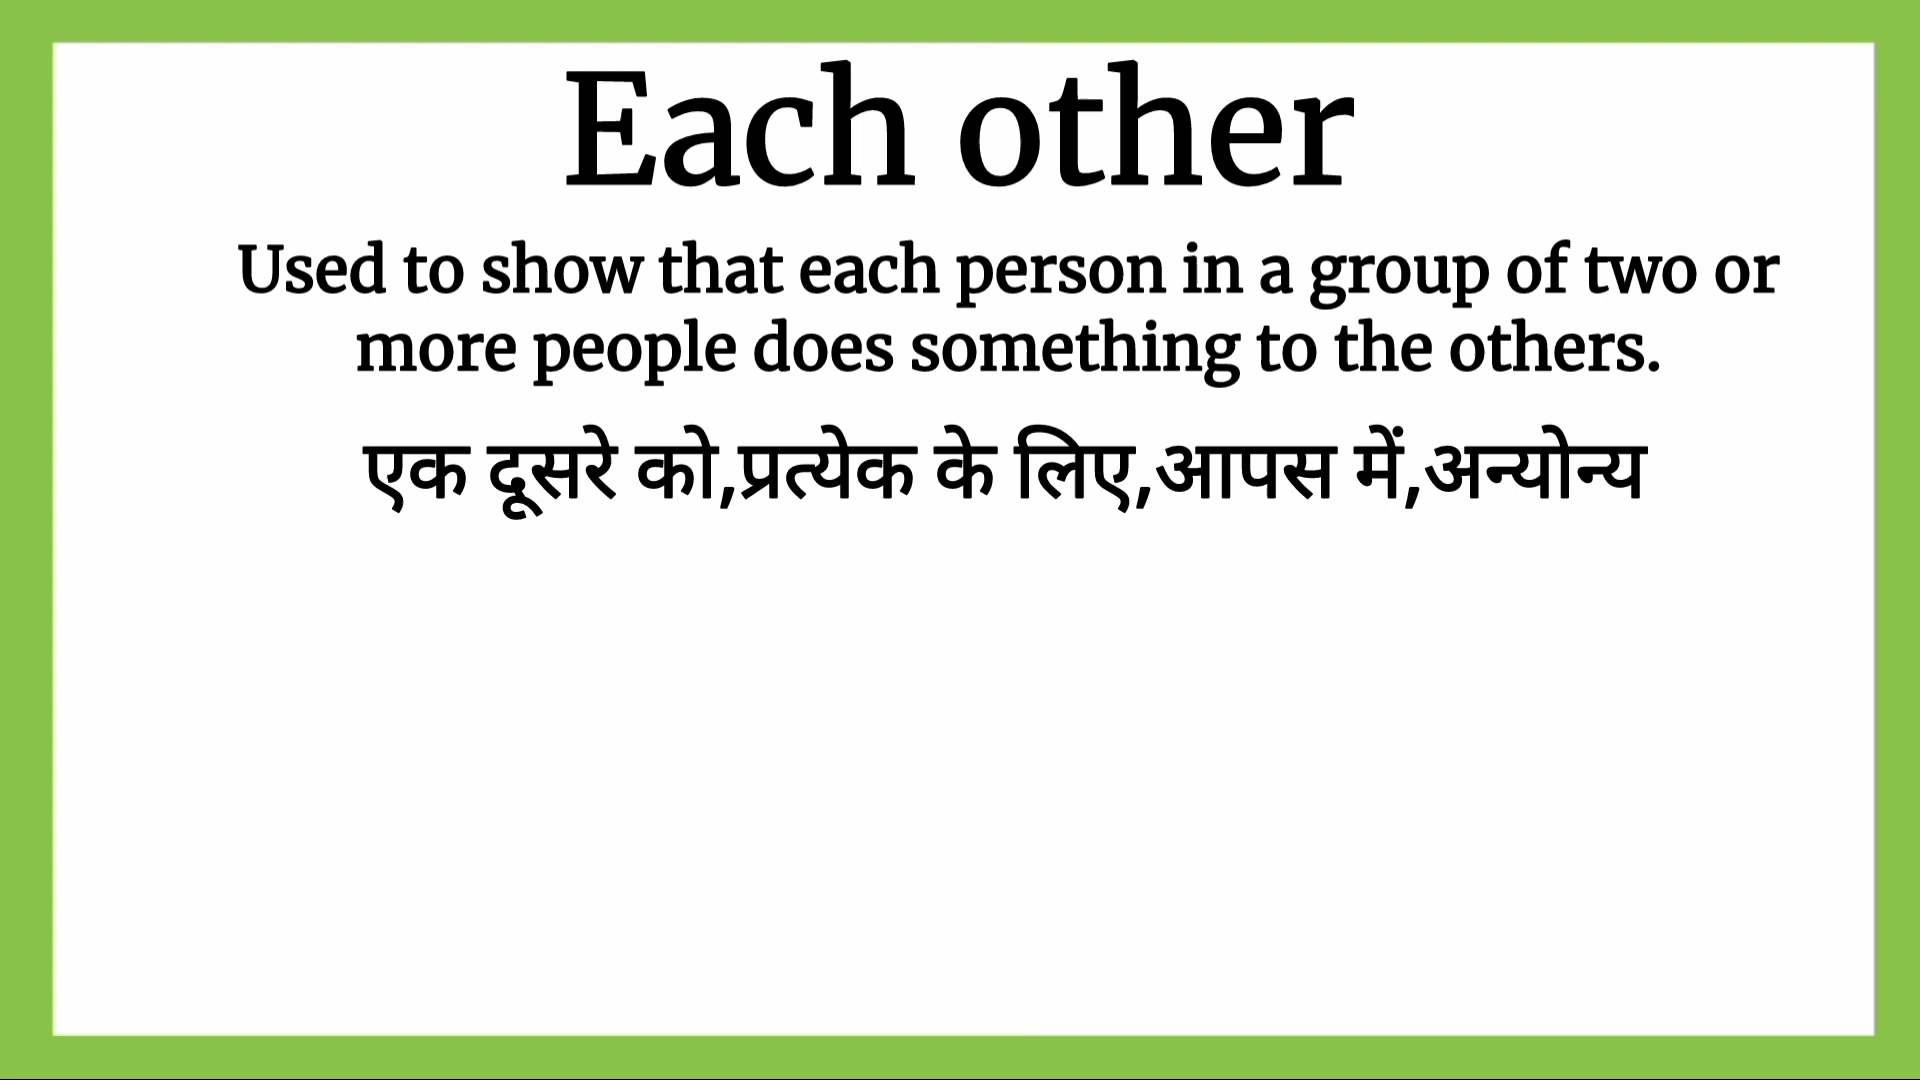 Each other
Used to show that each person in a group of two or
more people does something to the others.
एक दूसरे को,प्रत्येक के लिए,आपस में,अन्योन्य